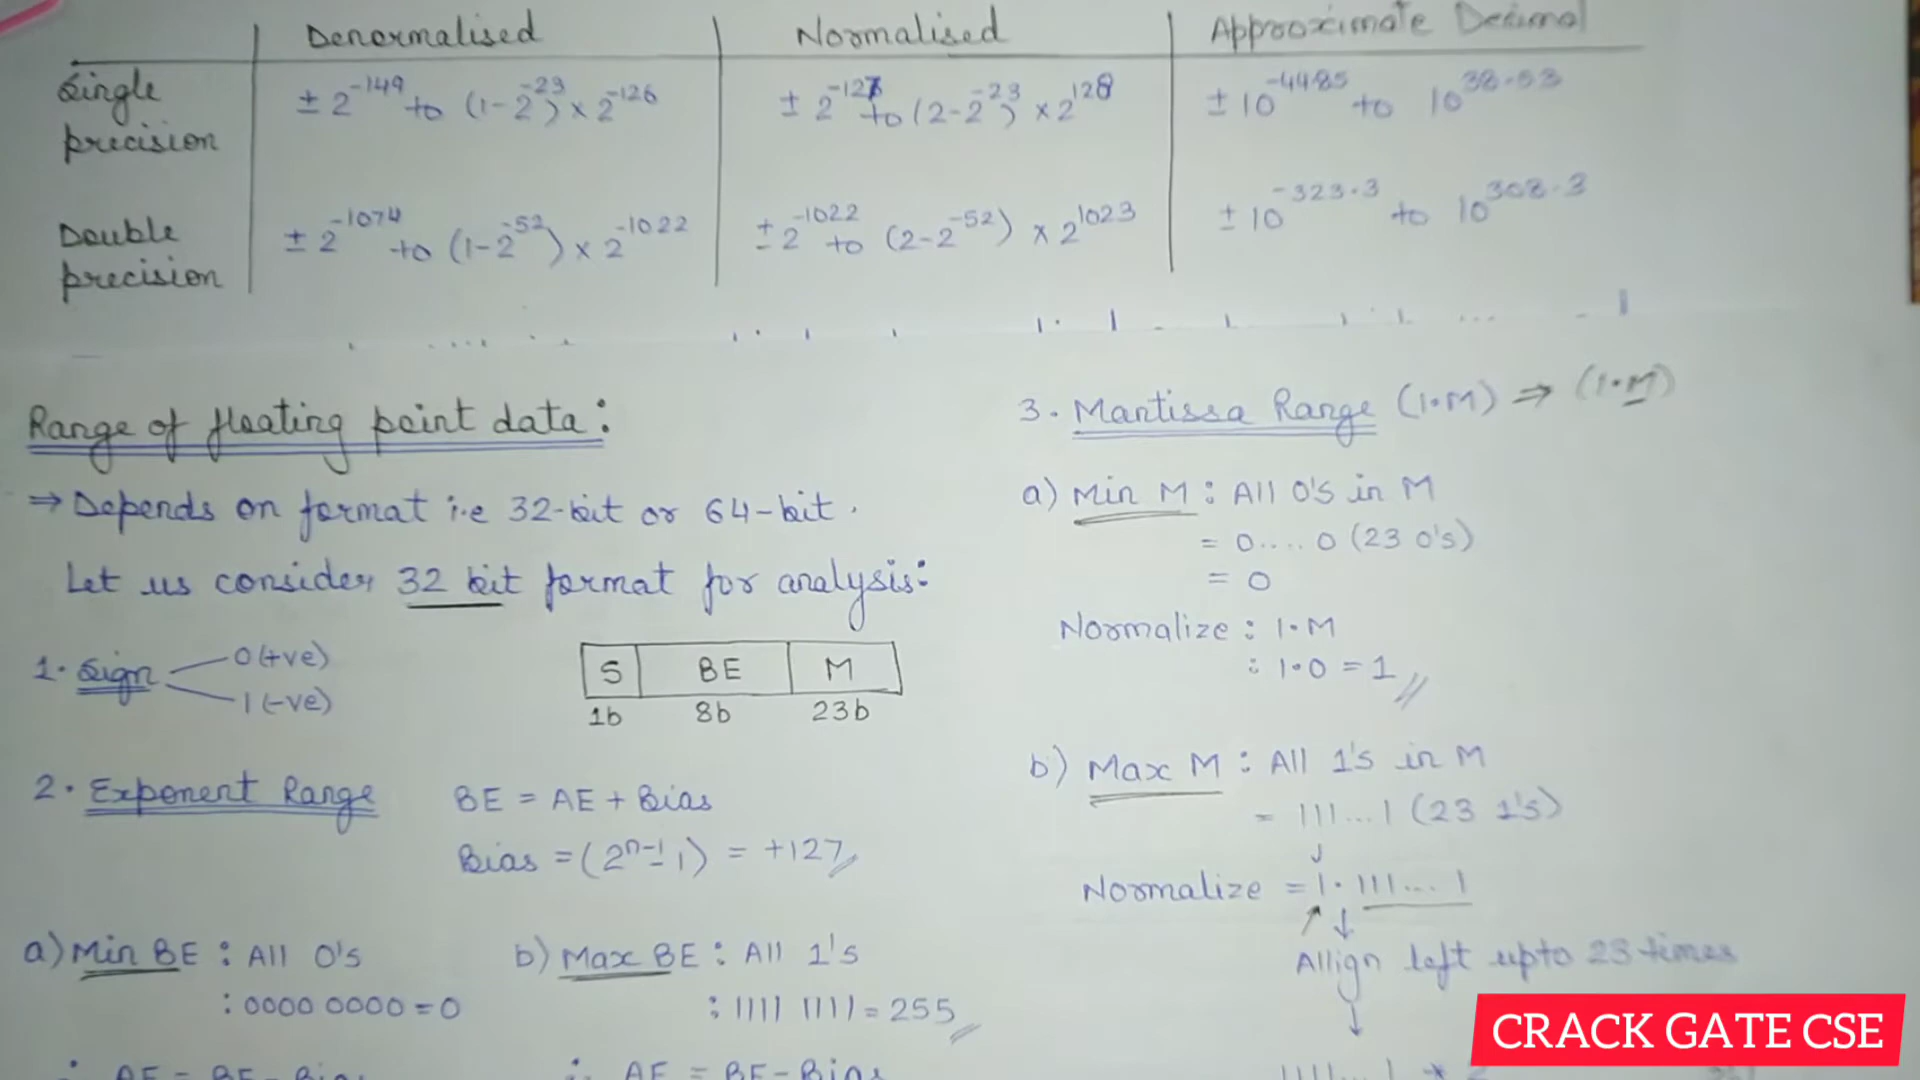 Denormalised Normalised Approximate Decimal
Single precision ± 2^-149 to (1-2^-23) × 2^-126 ± 2^-127 to (2-2^-23) × 2^128 ± 10^-44.85 to 10^38.53
Double precision ± 2^-1074 to (1-2^-52) × 2^-1022 ± 2^-1022 to (2-2^-52) × 2^1023 ± 10^-323.3 to 10^308.3
Range of floating point data:
⇒ Depends on format i.e 32-bit or 64-bit.
Let us consider 32 bit format for analysis:
1. Sign
0 (+ve)
1 (-ve)
S BE M
1b 8b 23b
2. Exponent Range
BE = AE + Bias
Bias = (2^n-1 - 1) = +127
a) Min BE : All 0's
: 0000 0000 = 0
∴ AE = BE - Bias
b) Max BE : All 1's
: 1111 1111 = 255
∴ AE = BE - Bias
3. Mantissa Range (1.M) ⇒ (1.M)
a) Min M : All 0's in M
= 0....0 (23 0's)
= 0
Normalize : 1.M
: 1.0 = 1
b) Max M : All 1's in M
= 111...1 (23 1's)
Normalize = 1.111...1
Allign left upto 23 times
CRACK GATE CSE